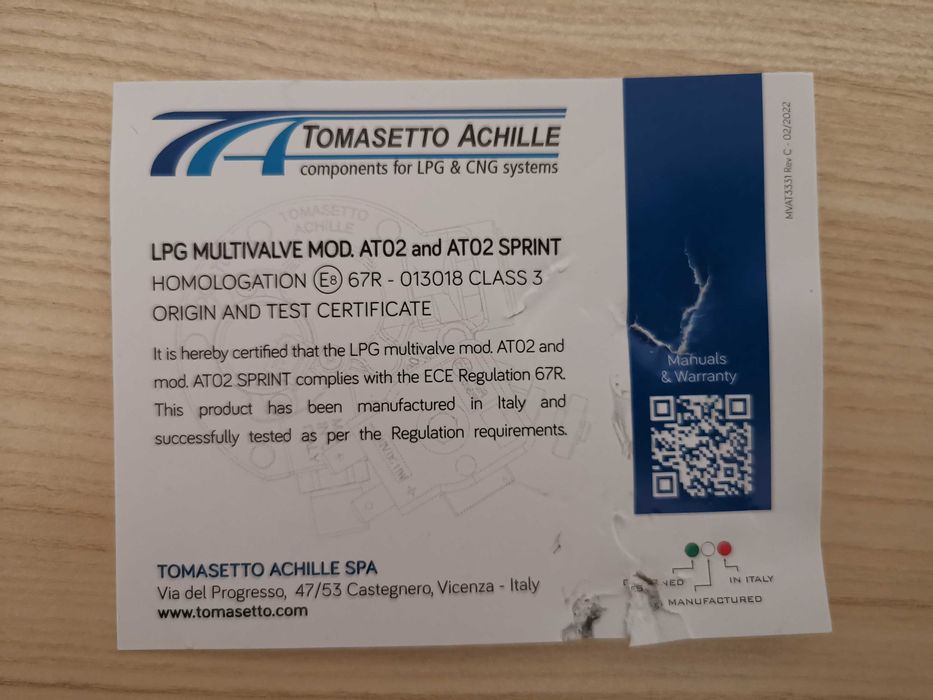 TOMASETTO ACHILLE
components for LPG & CNG systems
TOMASETTO
ACHILLE
LPG MULTIVALVE MOD. AT02 and AT02 SPRINT
HOMOLOGATION E8 67R - 013018 CLASS 3
ORIGIN AND TEST CERTIFICATE
It is hereby certified that the LPG multivalve mod. AT02 and
mod. AT02 SPRINT complies with the ECE Regulation 67R.
This product has been manufactured in Italy and
successfully tested as per the Regulation requirements.
TOMASETTO ACHILLE SPA
Via del Progresso, 47/53 Castegnero, Vicenza - Italy
www.tomasetto.com
MVAT3331 Rev C - 02/2022
Manuals
& Warranty
IN ITALY
MANUFACTURED